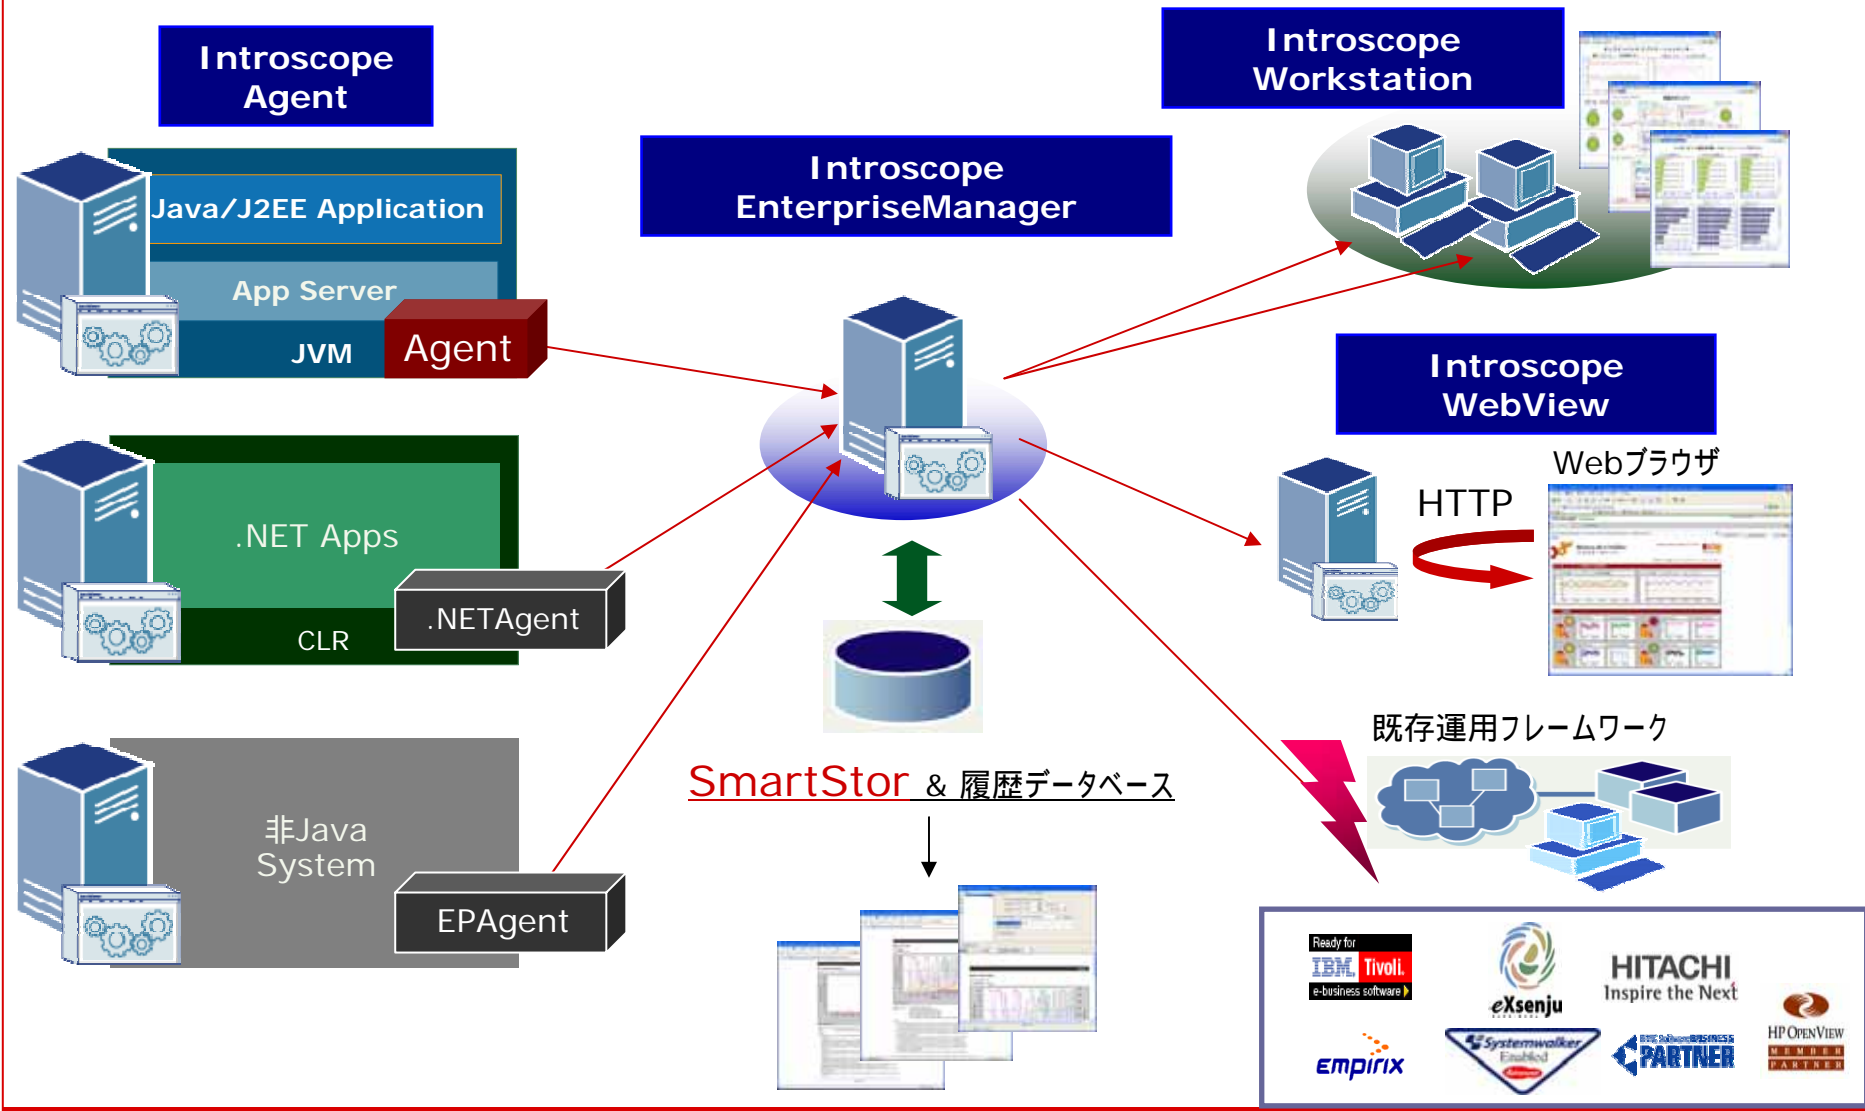 Introscope
Agent
Java/J2EE Application
App Server
JVM
Agent
.NET Apps
CLR
.NETAgent
非Java
System
EPAgent
Introscope
EnterpriseManager
SmartStor & 履歴データベース
Introscope
Workstation
Introscope
WebView
Webブラウザ
HTTP
既存運用フレームワーク
Ready for
IBM. Tivoli.
e-business software
eXsenju
HITACHI
Inspire the Next
EMPIRIX
Systemwalker
Enabled
BUSINESS
PARTNER
HP OPENVIEW
MEMBER
PARTNER